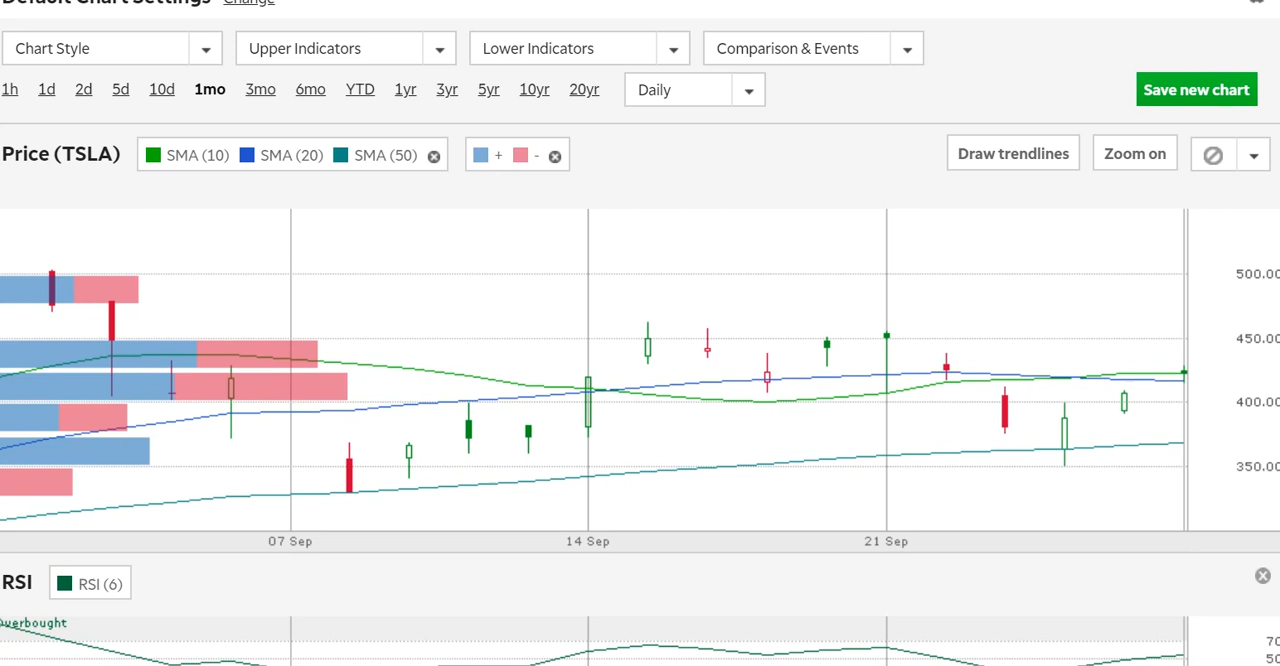 Default Chart Settings Change
Chart Style Upper Indicators Lower Indicators Comparison & Events
1h 1d 2d 5d 10d 1mo 3mo 6mo YTD 1yr 3yr 5yr 10yr 20yr Daily Save new chart
Price (TSLA) SMA (10) SMA (20) SMA (50) + - Draw trendlines Zoom on
500.00
450.00
400.00
350.00
07 Sep 14 Sep 21 Sep
RSI RSI (6)
Overbought
70
50